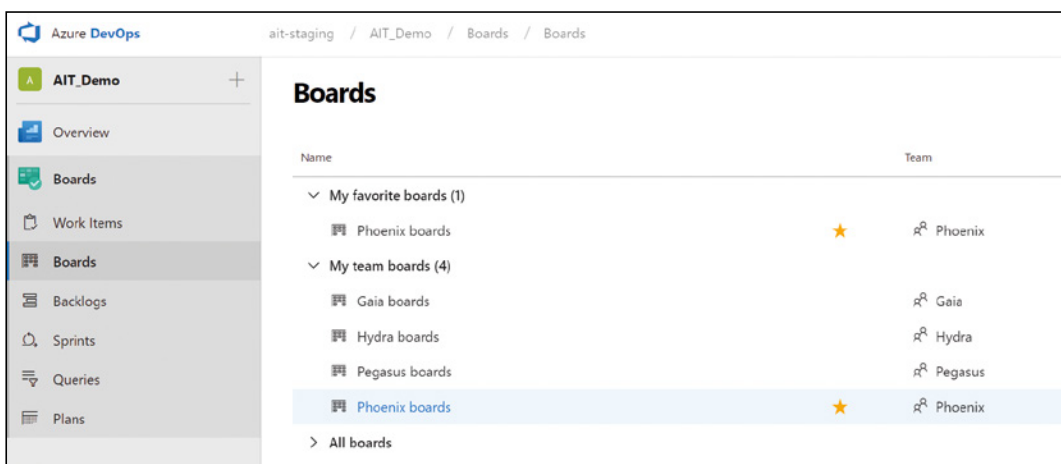 Azure DevOps
ait-staging / AIT_Demo / Boards / Boards
A AIT_Demo
Overview
Boards
Work Items
Boards
Backlogs
Sprints
Queries
Plans
Boards
Name Team
My favorite boards (1)
Phoenix boards Phoenix
My team boards (4)
Gaia boards Gaia
Hydra boards Hydra
Pegasus boards Pegasus
Phoenix boards Phoenix
All boards